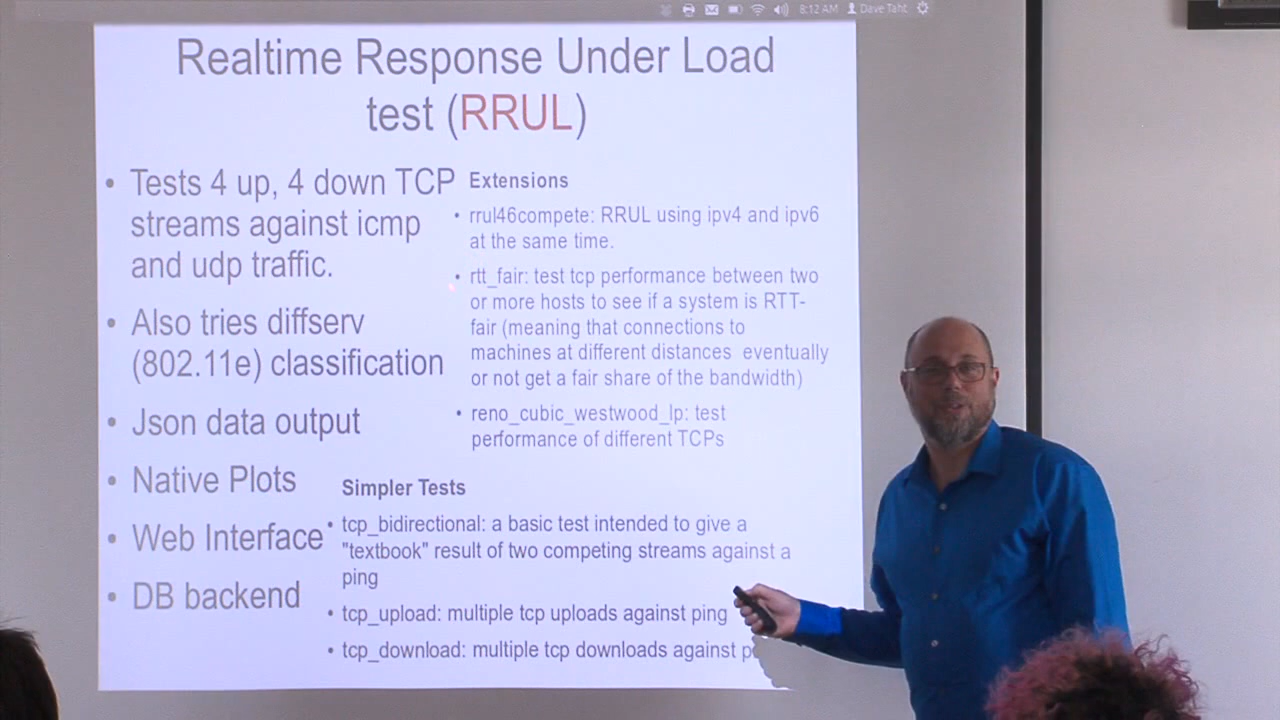 8:12 AM Dave Taht
Realtime Response Under Load
test (RRUL)
• Tests 4 up, 4 down TCP
streams against icmp
and udp traffic.
• Also tries diffserv
(802.11e) classification
• Json data output
• Native Plots
• Web Interface
• DB backend
Extensions
• rrul46compete: RRUL using ipv4 and ipv6
at the same time.
• rtt_fair: test tcp performance between two
or more hosts to see if a system is RTT-
fair (meaning that connections to
machines at different distances eventually
or not get a fair share of the bandwidth)
• reno_cubic_westwood_lp: test
performance of different TCPs
Simpler Tests
• tcp_bidirectional: a basic test intended to give a
"textbook" result of two competing streams against a
ping
• tcp_upload: multiple tcp uploads against ping
• tcp_download: multiple tcp downloads against